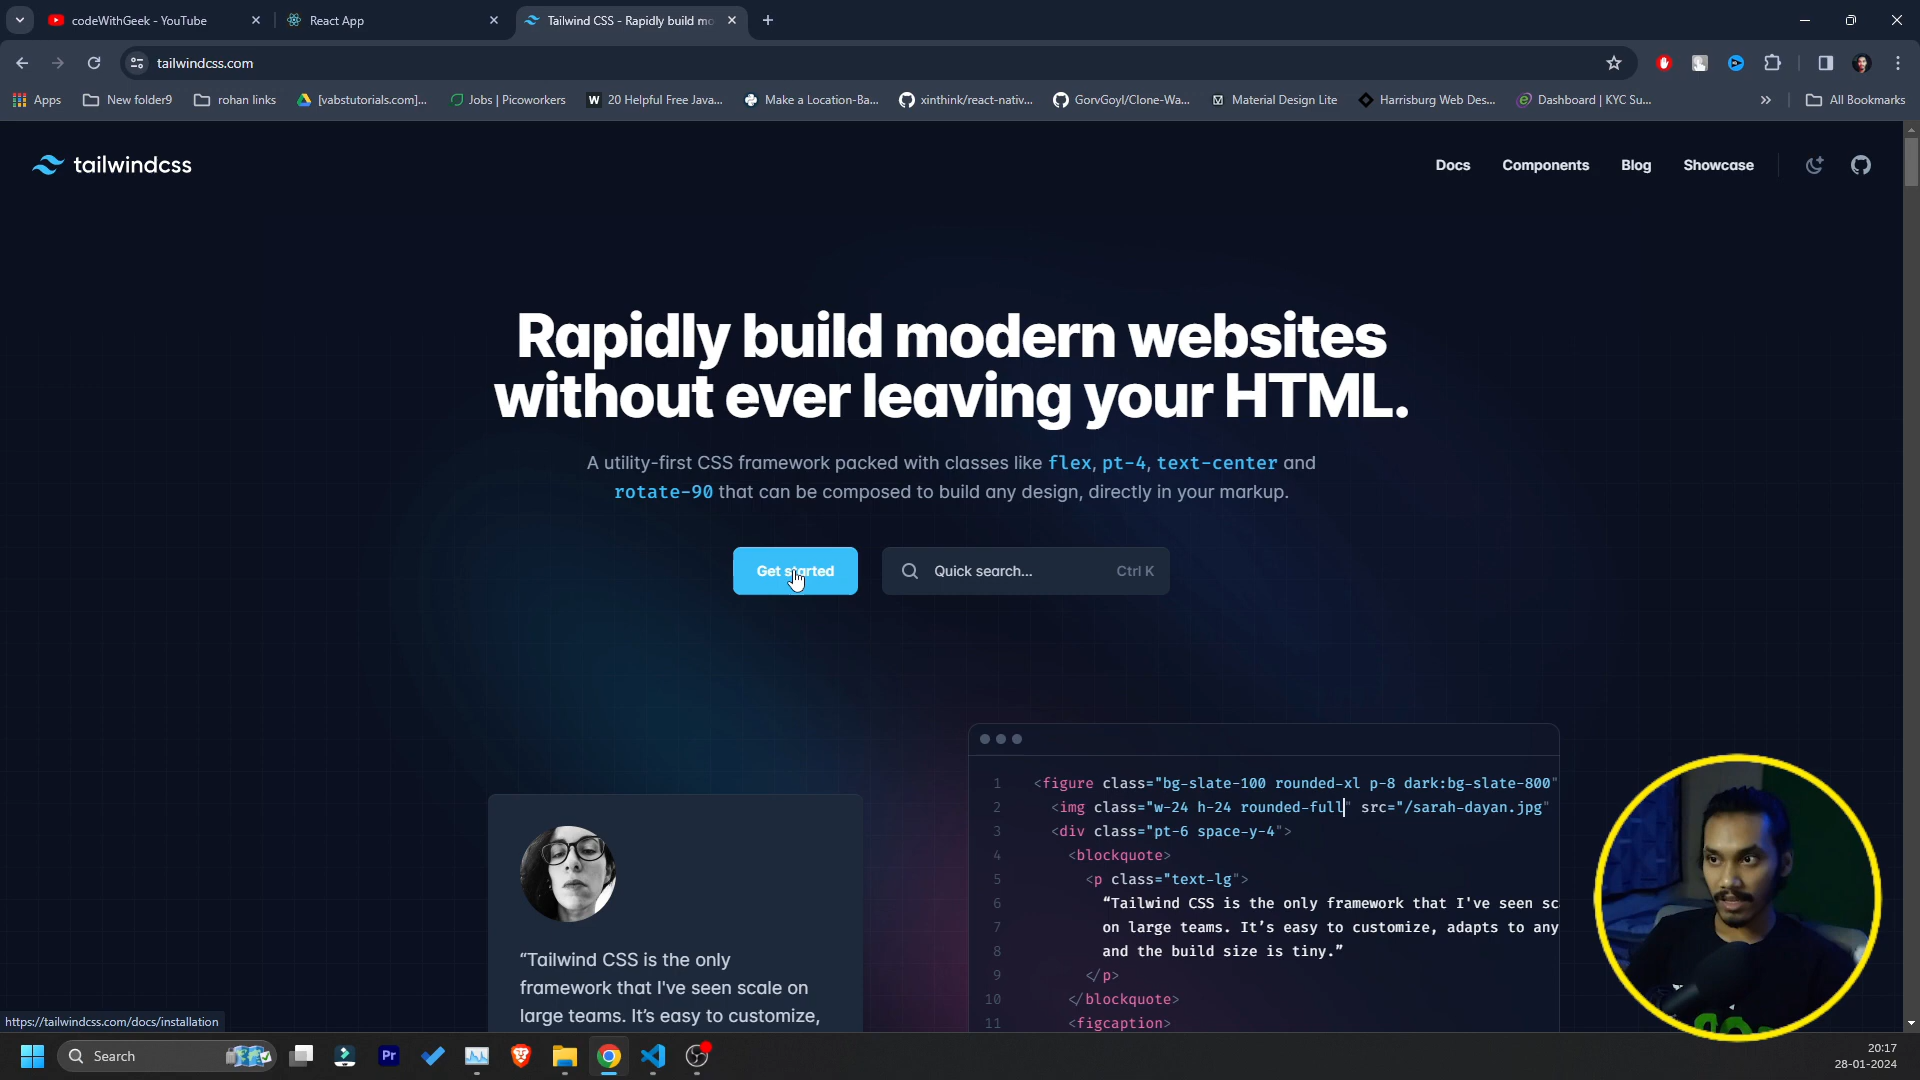 codeWithGeek - YouTube
React App
Tailwind CSS - Rapidly build mo
tailwindcss.com
Apps
New folder9
rohan links
[vabstutorials.com]...
Jobs | Picoworkers
W 20 Helpful Free Java...
Make a Location-Ba...
xinthink/react-nativ...
GorvGoyl/Clone-Wa...
Material Design Lite
Harrisburg Web Des...
Dashboard | KYC Su...
»
All Bookmarks
tailwindcss
Docs
Components
Blog
Showcase
Rapidly build modern websites
without ever leaving your HTML.
A utility-first CSS framework packed with classes like flex, pt-4, text-center and
rotate-90 that can be composed to build any design, directly in your markup.
Get started
Quick search...
Ctrl K
1 <figure class="bg-slate-100 rounded-xl p-8 dark:bg-slate-800"
2 <img class="w-24 h-24 rounded-full" src="/sarah-dayan.jpg"
3 <div class="pt-6 space-y-4">
4 <blockquote>
5 <p class="text-lg">
6 “Tailwind CSS is the only framework that I've seen sc
7 on large teams. It’s easy to customize, adapts to any
8 and the build size is tiny.”
9 </p>
10 </blockquote>
11 <figcaption>
“Tailwind CSS is the only
framework that I've seen scale on
large teams. It’s easy to customize,
https://tailwindcss.com/docs/installation
Search
Pr
20:17
28-01-2024